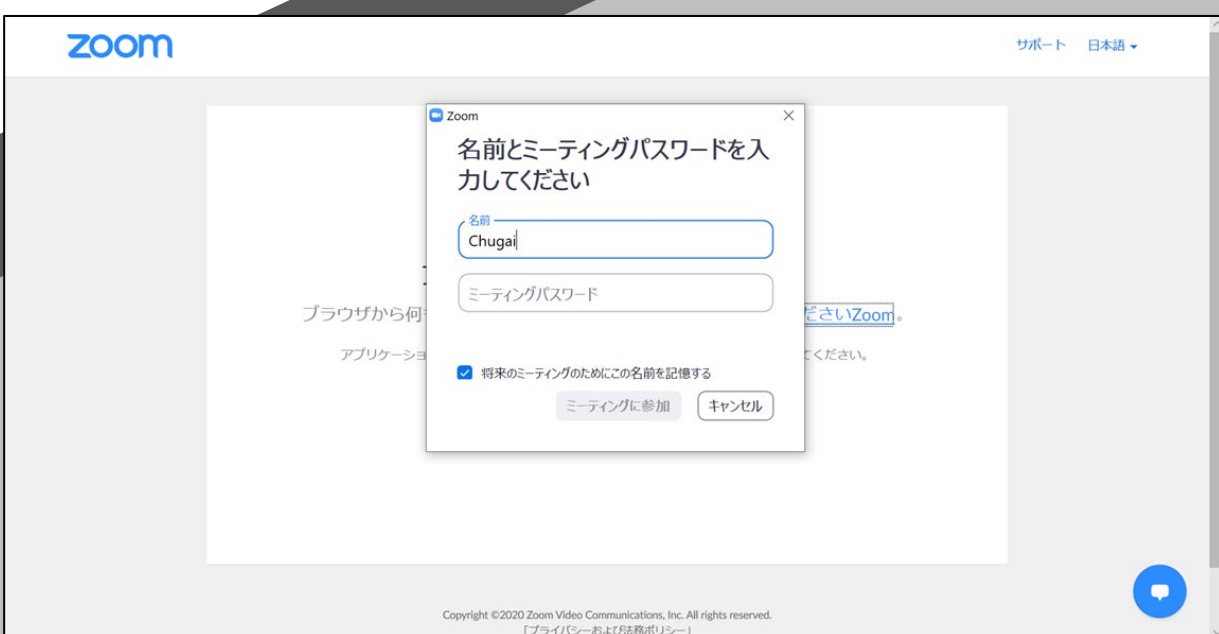 zoom
サポート 日本語
Zoom
名前とミーティングパスワードを入
力してください
名前
Chugai
ミーティングパスワード
ブラウザから何
ださいZoom。
アプリケーショ
てください。
将来のミーティングのためにこの名前を記憶する
ミーティングに参加 キャンセル
Copyright ©2020 Zoom Video Communications, Inc. All rights reserved.
「プライバシーおよび法務ポリシー」